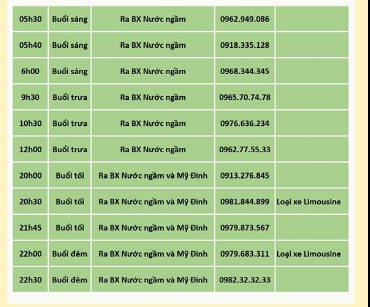 05h30 Buổi sáng Ra BX Nước ngầm 0962.949.086
05h40 Buổi sáng Ra BX Nước ngầm 0918.335.128
6h00 Buổi sáng Ra BX Nước ngầm 0968.344.345
9h30 Buổi trưa Ra BX Nước ngầm 0965.70.74.78
10h30 Buổi trưa Ra BX Nước ngầm 0976.636.234
12h00 Buổi trưa Ra BX Nước ngầm 0962.77.55.33
20h00 Buổi tối Ra BX Nước ngầm và Mỹ Đình 0913.276.845
20h30 Buổi tối Ra BX Nước ngầm và Mỹ Đình 0981.844.899 Loại xe Limousine
21h45 Buổi tối Ra BX Nước ngầm và Mỹ Đình 0979.873.567
22h00 Buổi đêm Ra BX Nước ngầm và Mỹ Đình 0979.683.311 Loại xe Limousine
22h30 Buổi đêm Ra BX Nước ngầm và Mỹ Đình 0982.32.32.33